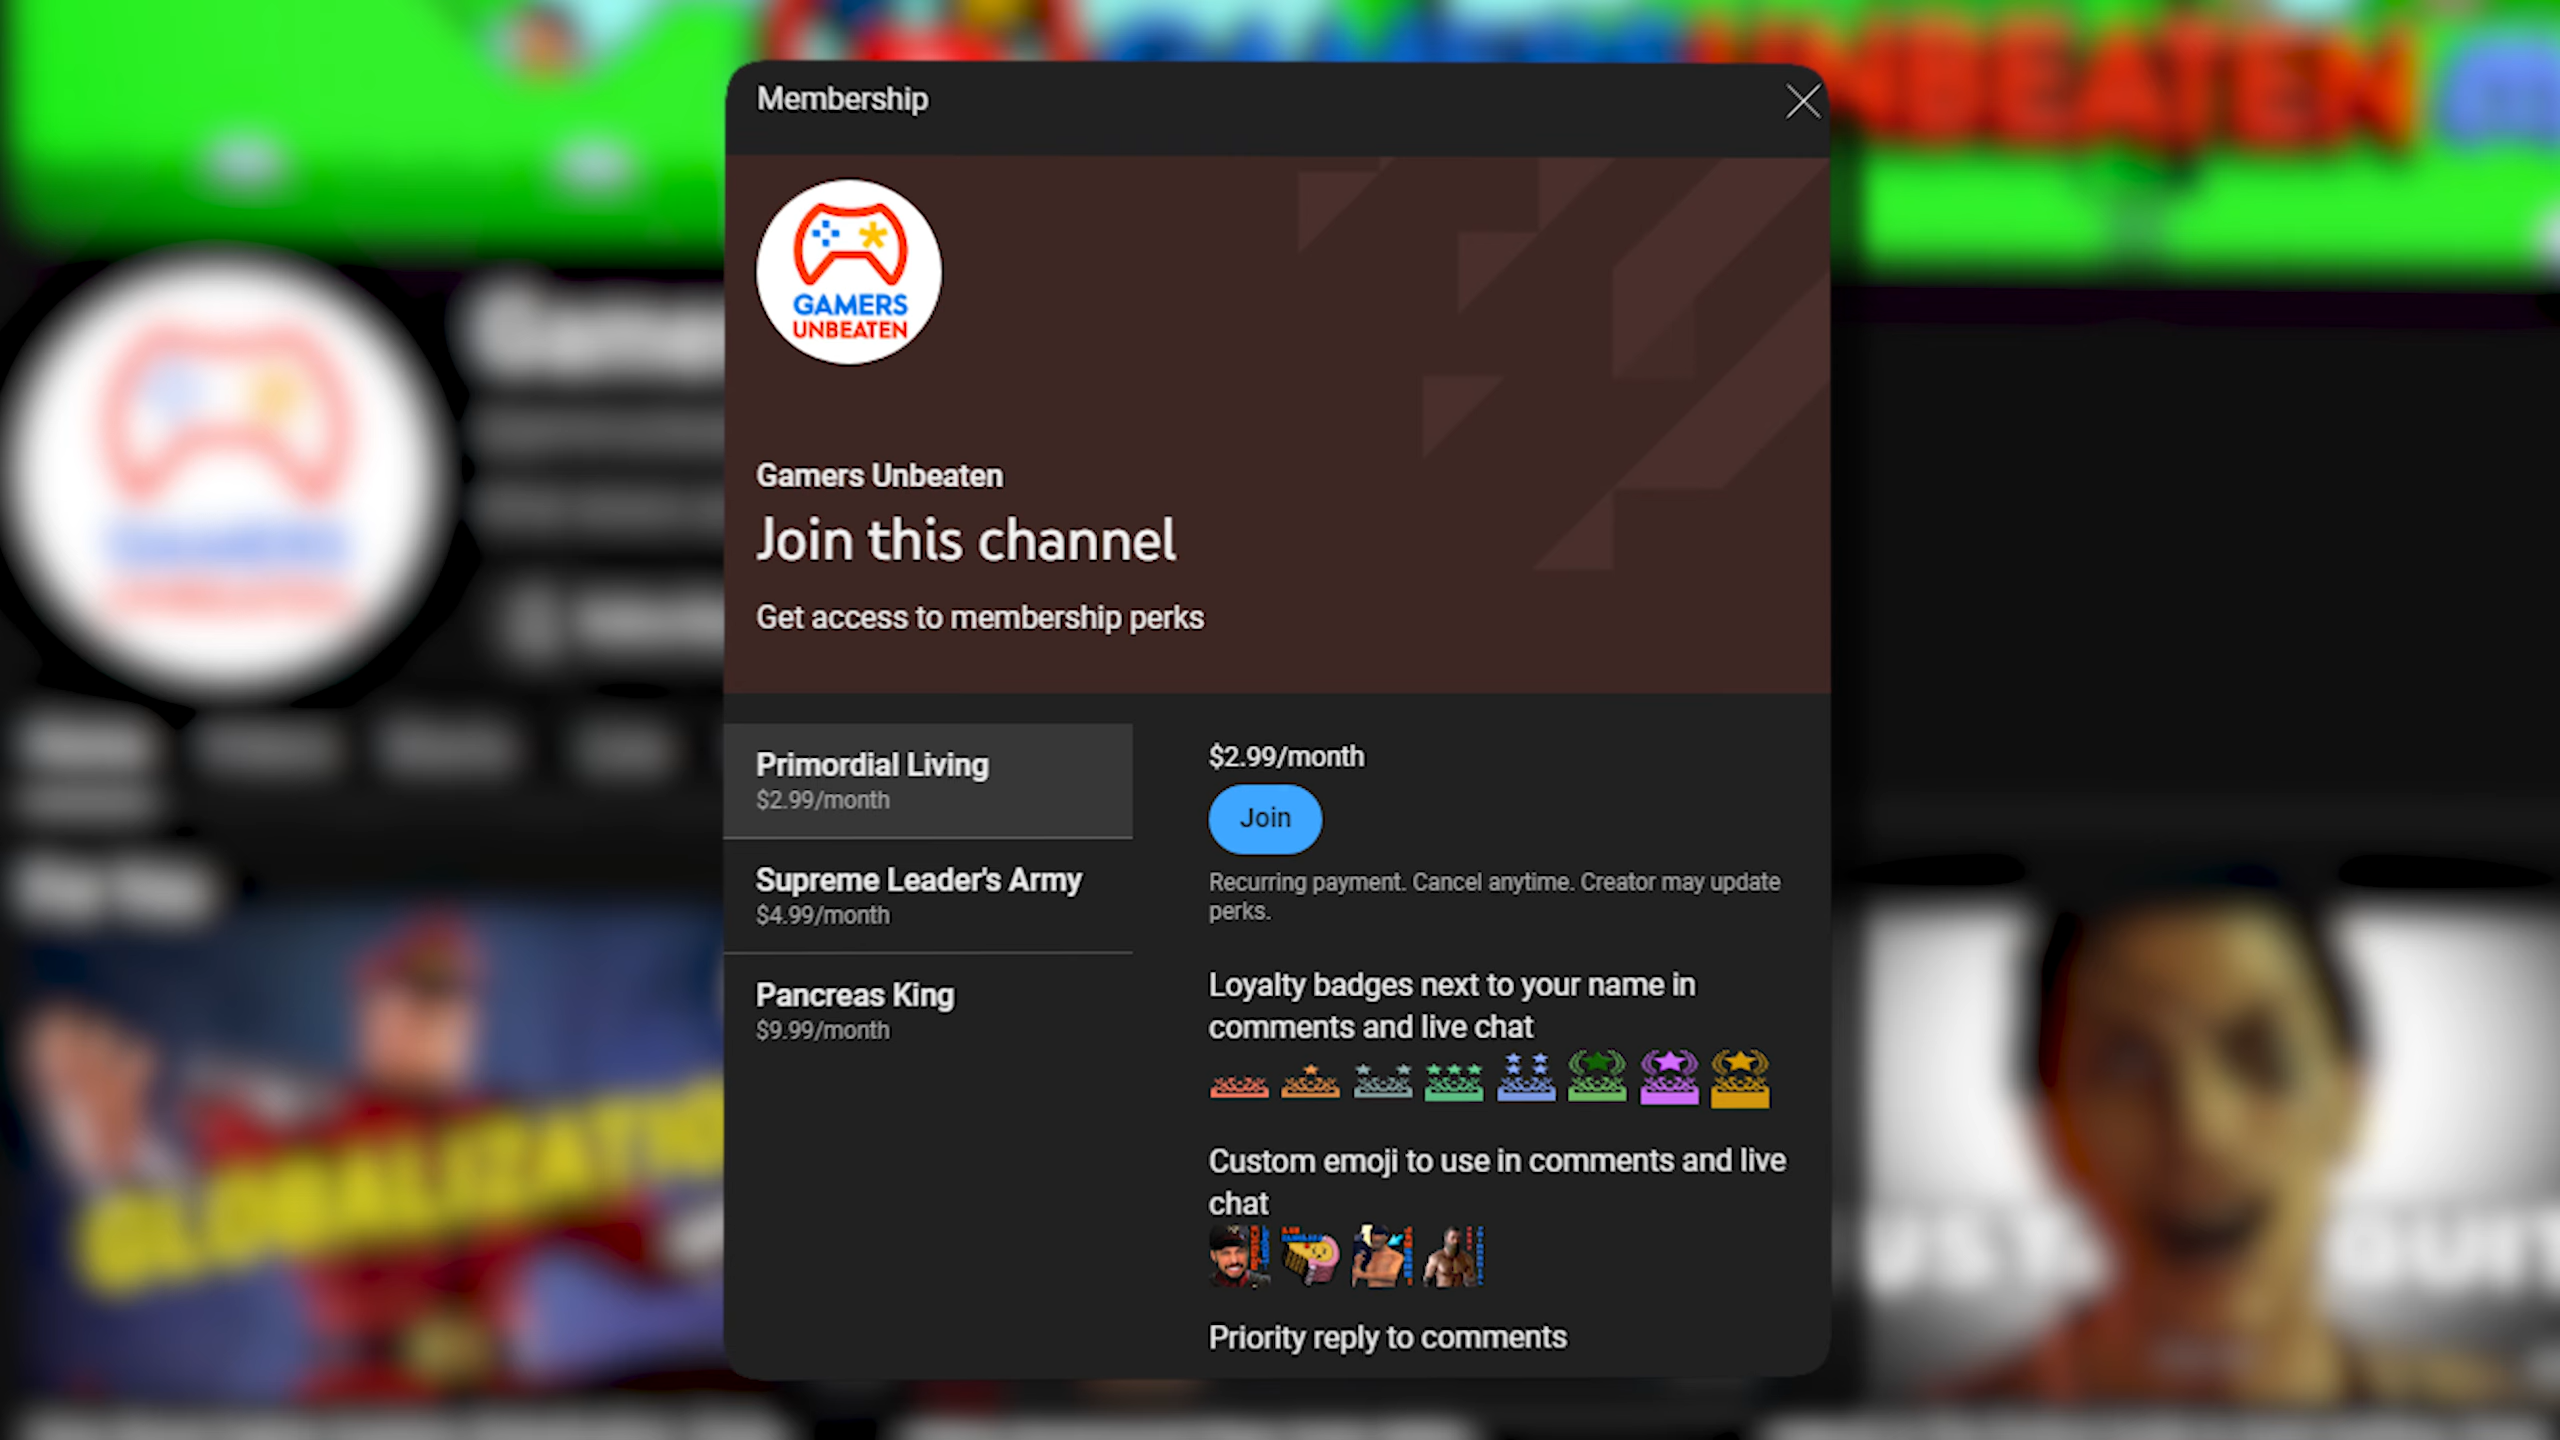 UNBEATEN
Membership
GAMERS
UNBEATEN
Gamers Unbeaten
Join this channel
Get access to membership perks
Primordial Living
$2.99/month
Supreme Leader's Army
$4.99/month
Pancreas King
$9.99/month
$2.99/month
Join
Recurring payment. Cancel anytime. Creator may update
perks.
Loyalty badges next to your name in
comments and live chat
Custom emoji to use in comments and live
chat
Priority reply to comments
GAMERS
UNBEATEN